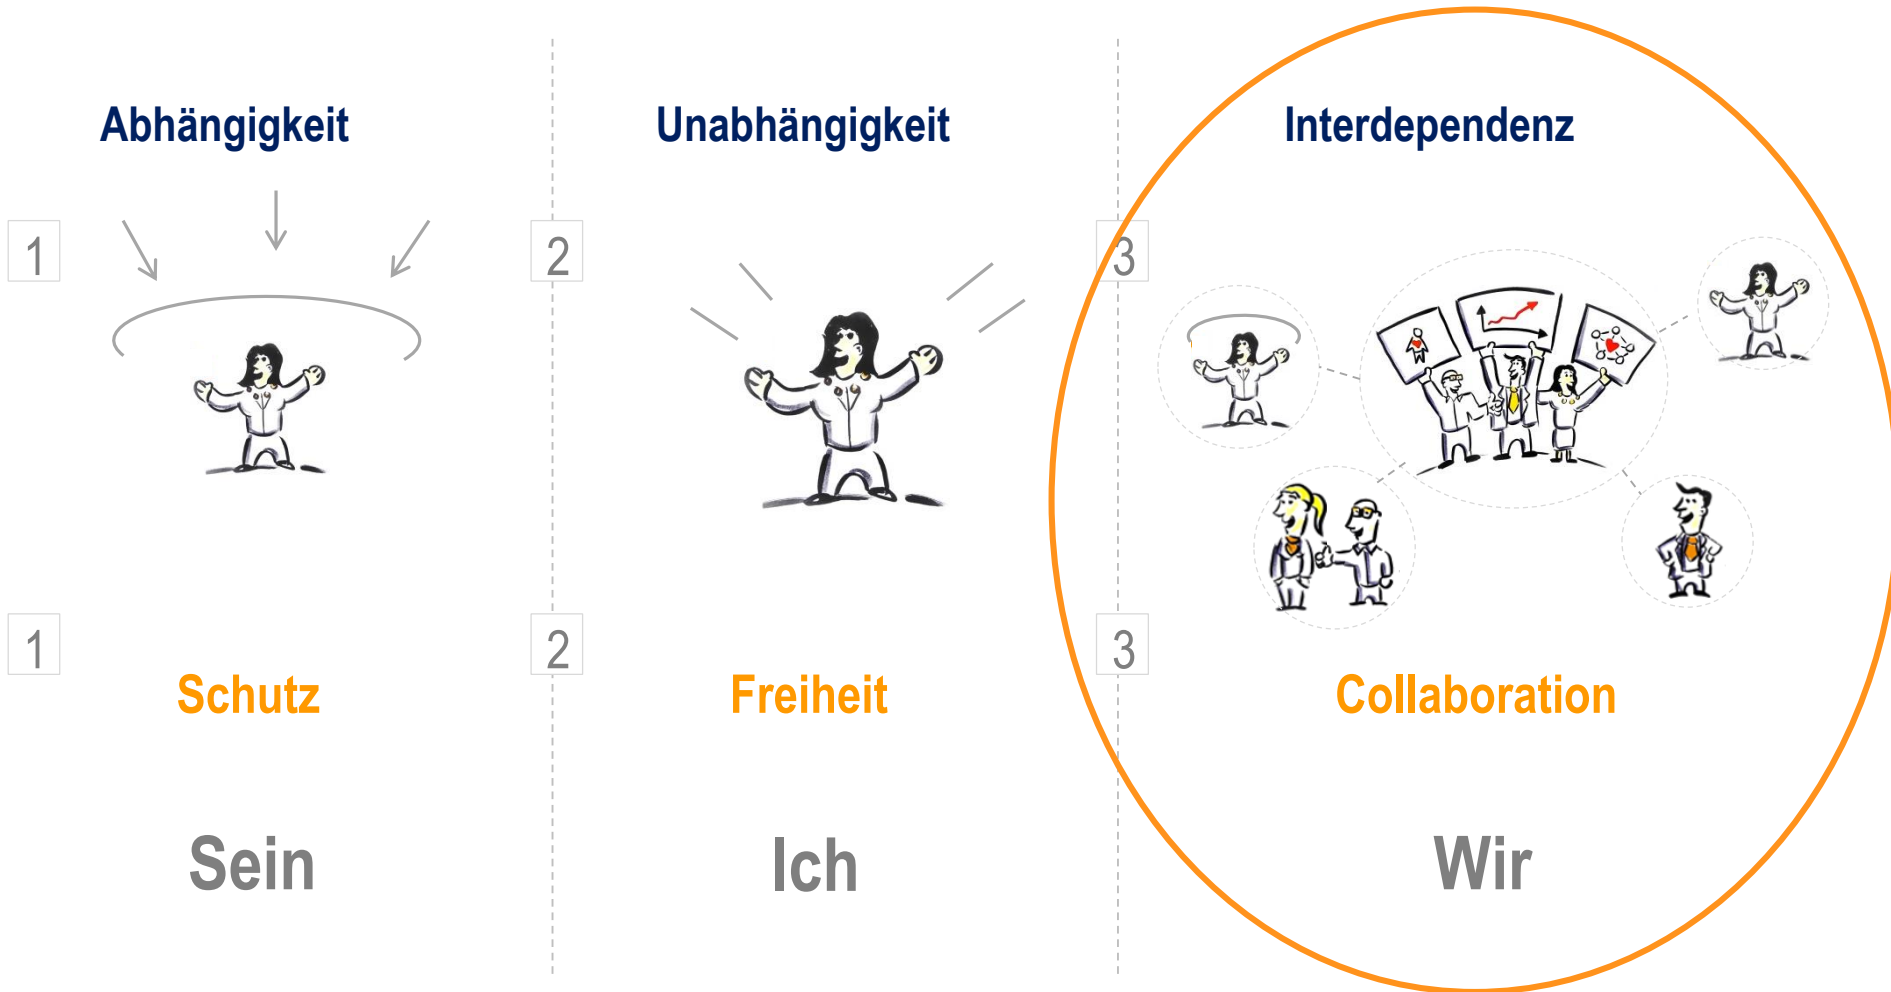 Abhängigkeit
Unabhängigkeit
Interdependenz
1
2
3
1
2
3
Schutz
Freiheit
Collaboration
Sein
Ich
Wir